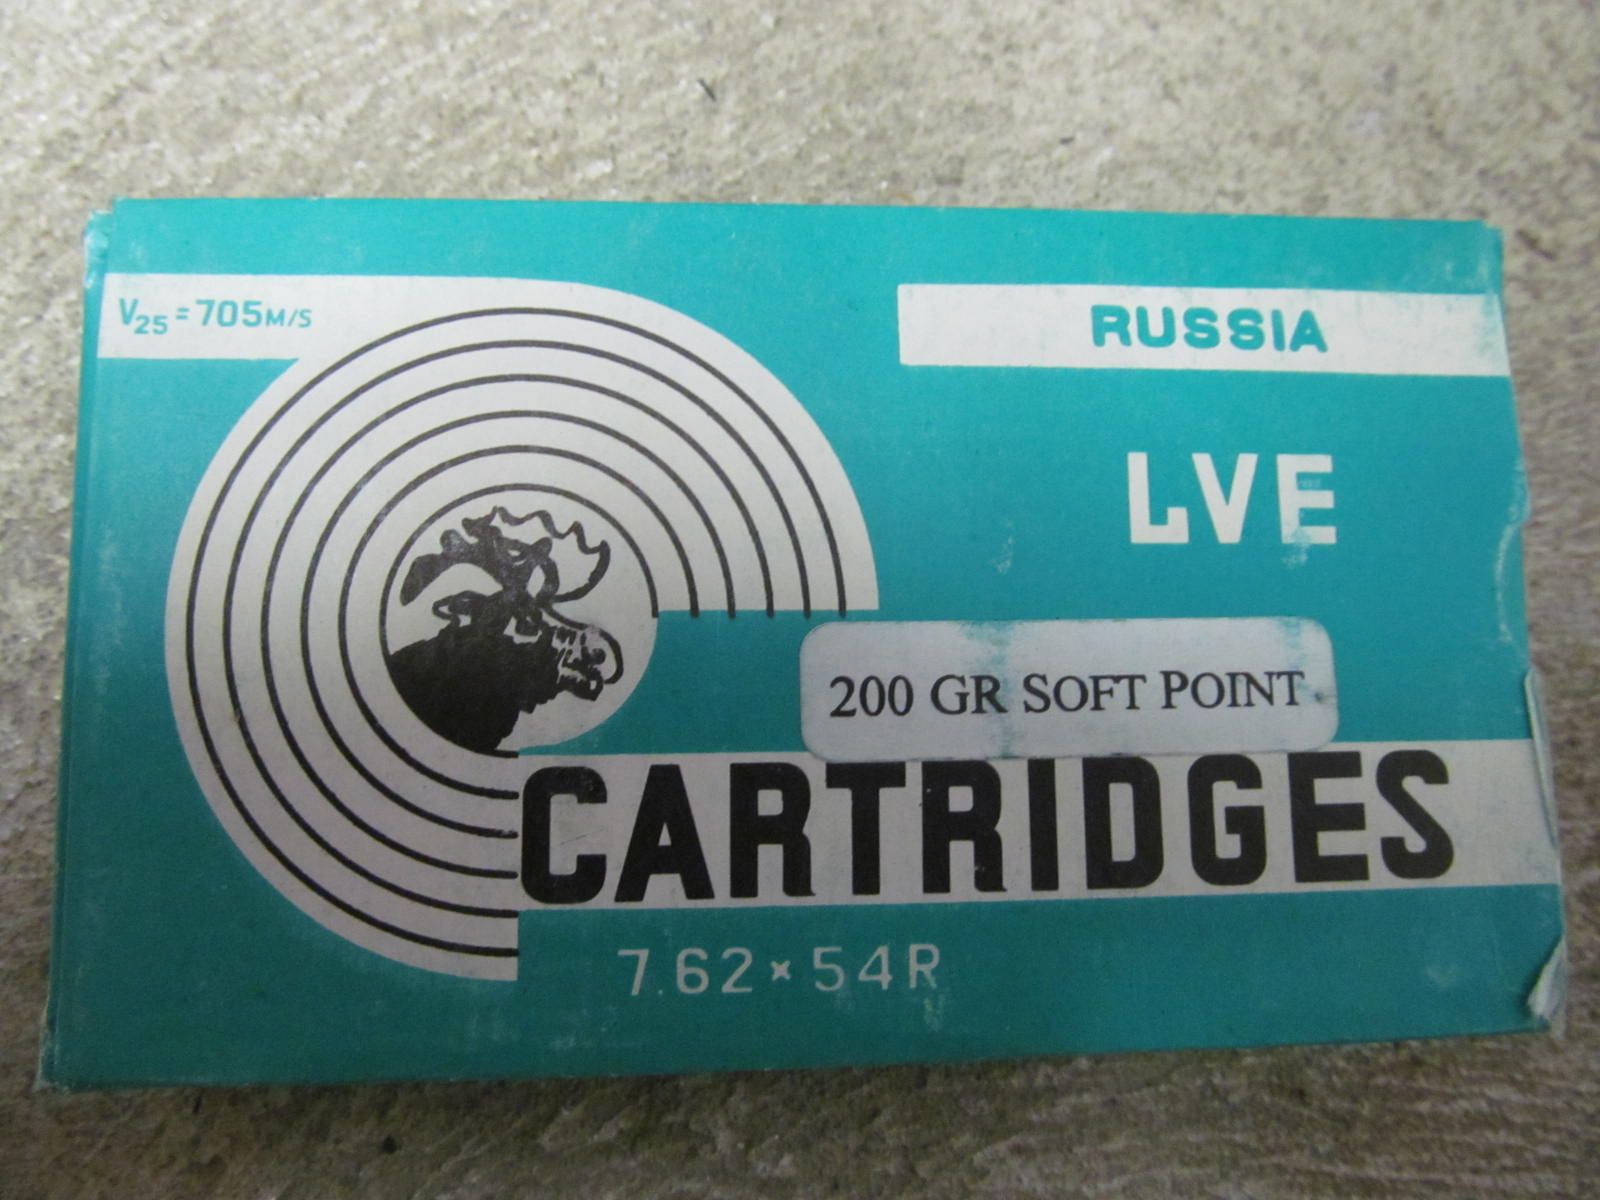 V25=705M/S
RUSSIA
LVE
200 GR SOFT POINT
CARTRIDGES
7.62×54R